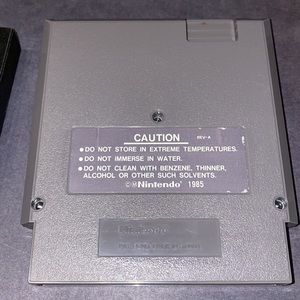 CAUTION REV-A
• DO NOT STORE IN EXTREME TEMPERATURES.
• DO NOT IMMERSE IN WATER.
• DO NOT CLEAN WITH BENZENE, THINNER,
ALCOHOL OR OTHER SUCH SOLVENTS.
©Ⓜ Nintendo 1985